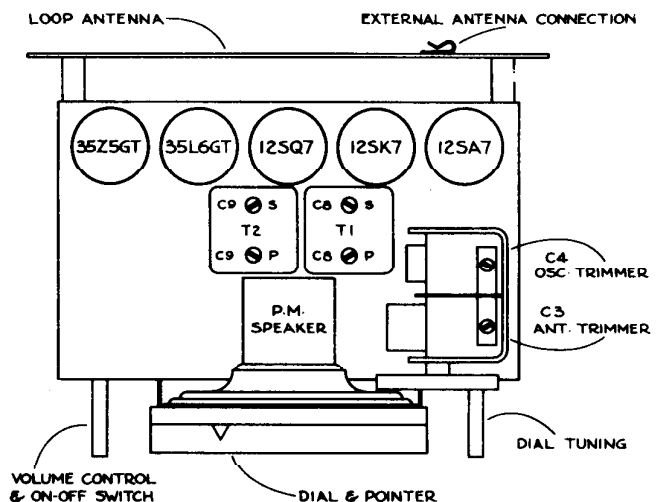 LOOP ANTENNA
EXTERNAL ANTENNA CONNECTION
35Z5GT
35L6GT
12SQ7
12SK7
12SA7
C9 S
T2
C9 P
C8 S
T1
C8 P
C4
OSC. TRIMMER
C3
ANT. TRIMMER
P.M.
SPEAKER
VOLUME CONTROL
& ON-OFF SWITCH
DIAL & POINTER
DIAL TUNING